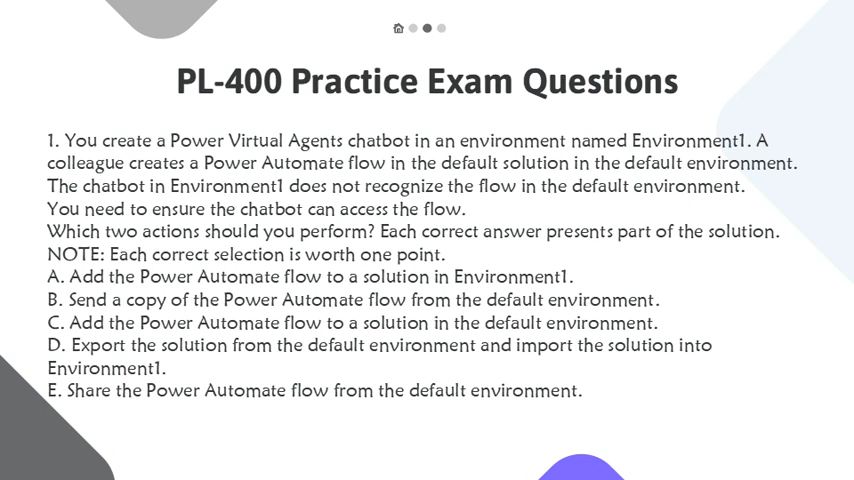 PL-400 Practice Exam Questions
1. You create a Power Virtual Agents chatbot in an environment named Environment1. A
colleague creates a Power Automate flow in the default solution in the default environment.
The chatbot in Environment1 does not recognize the flow in the default environment.
You need to ensure the chatbot can access the flow.
Which two actions should you perform? Each correct answer presents part of the solution.
NOTE: Each correct selection is worth one point.
A. Add the Power Automate flow to a solution in Environment1.
B. Send a copy of the Power Automate flow from the default environment.
C. Add the Power Automate flow to a solution in the default environment.
D. Export the solution from the default environment and import the solution into
Environment1.
E. Share the Power Automate flow from the default environment.